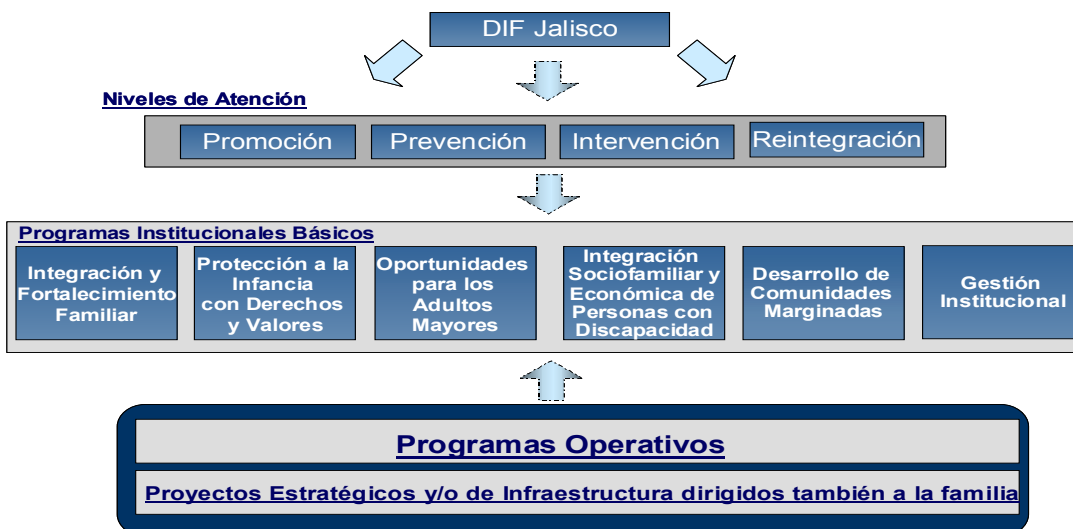 DIF Jalisco
Niveles de Atención
Promoción
Prevención
Intervención
Reintegración
Programas Institucionales Básicos
Integración y
Fortalecimiento
Familiar
Protección a la
Infancia
con Derechos
y Valores
Oportunidades
para los
Adultos
Mayores
Integración
Sociofamiliar y
Económica de
Personas con
Discapacidad
Desarrollo de
Comunidades
Marginadas
Gestión
Institucional
Programas Operativos
Proyectos Estratégicos y/o de Infraestructura dirigidos también a la familia